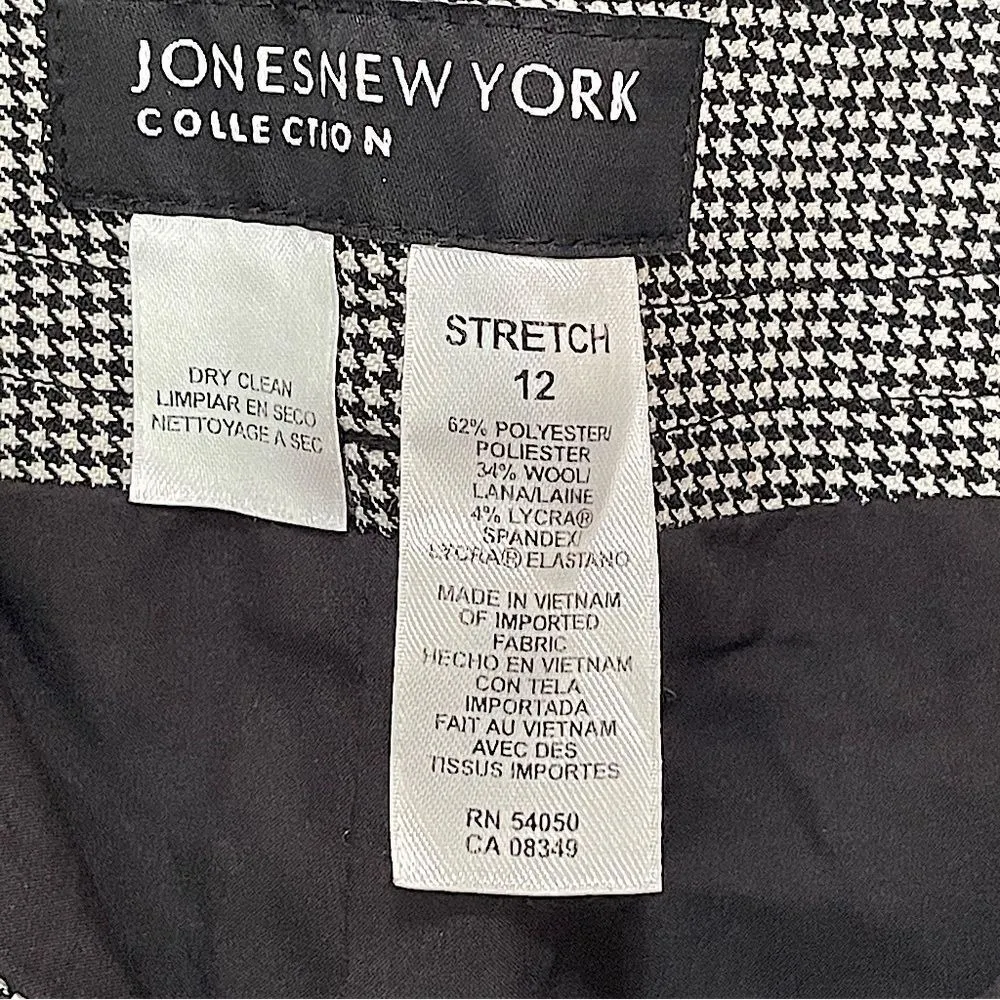 JONESNEW YORK
COLLECTION
DRY CLEAN
LIMPIAR EN SECO
NETTOYAGE A SEC
STRETCH
12
62% POLYESTER/
POLIESTER
34% WOOL/
LANA/LAINE
4% LYCRA®
SPANDEX/
LYCRA® ELASTANO
MADE IN VIETNAM
OF IMPORTED
FABRIC
HECHO EN VIETNAM
CON TELA
IMPORTADA
FAIT AU VIETNAM
AVEC DES
TISSUS IMPORTES
RN 54050
CA 08349